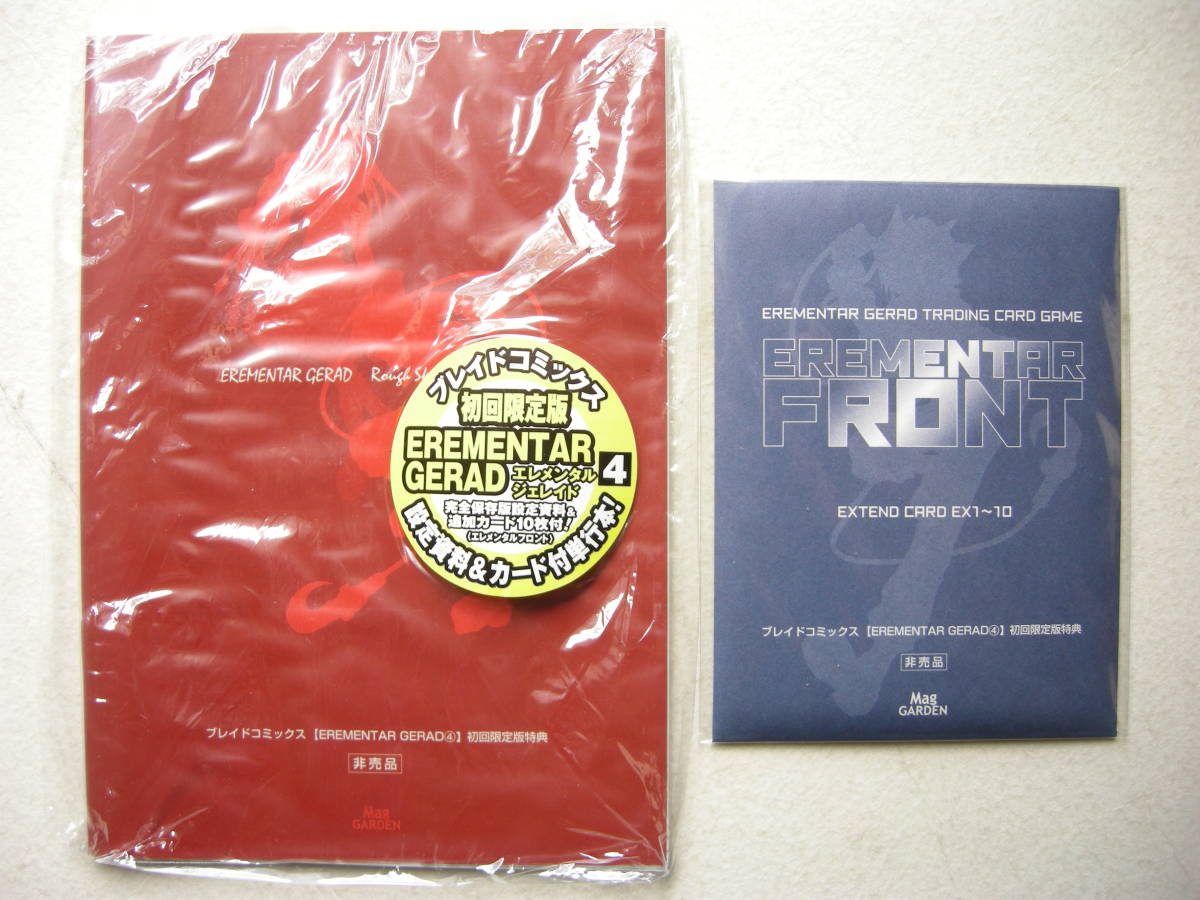 EREMENTAR GERAD Rough
ブレイドコミックス
初回限定版
EREMENTAR
GERAD エレメンタル
ジェレイド
4
完全保存版設定資料&
追加カード10枚付!
(エレメンタルフロント)
設定資料&カード付単行本!
ブレイドコミックス【EREMENTAR GERAD④】初回限定版特典
非売品
Mag
GARDEN
EREMENTAR GERAD TRADING CARD GAME
EREMENTAR
FRONT
EXTEND CARD EX1~10
ブレイドコミックス【EREMENTAR GERAD④】初回限定版特典
非売品
Mag
GARDEN